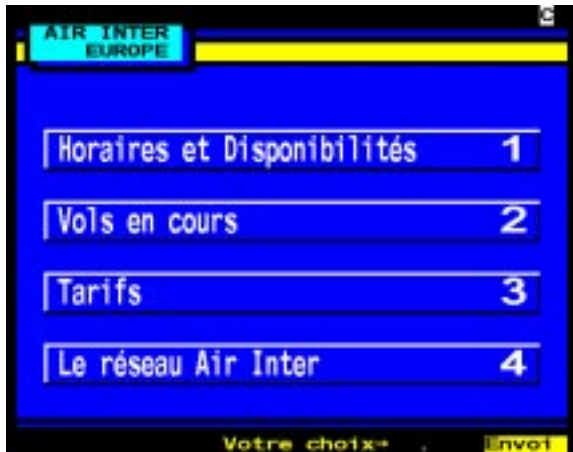 C
AIR INTER
EUROPE
Horaires et Disponibilités 1
Vols en cours 2
Tarifs 3
Le réseau Air Inter 4
Votre choix→ . Envoi